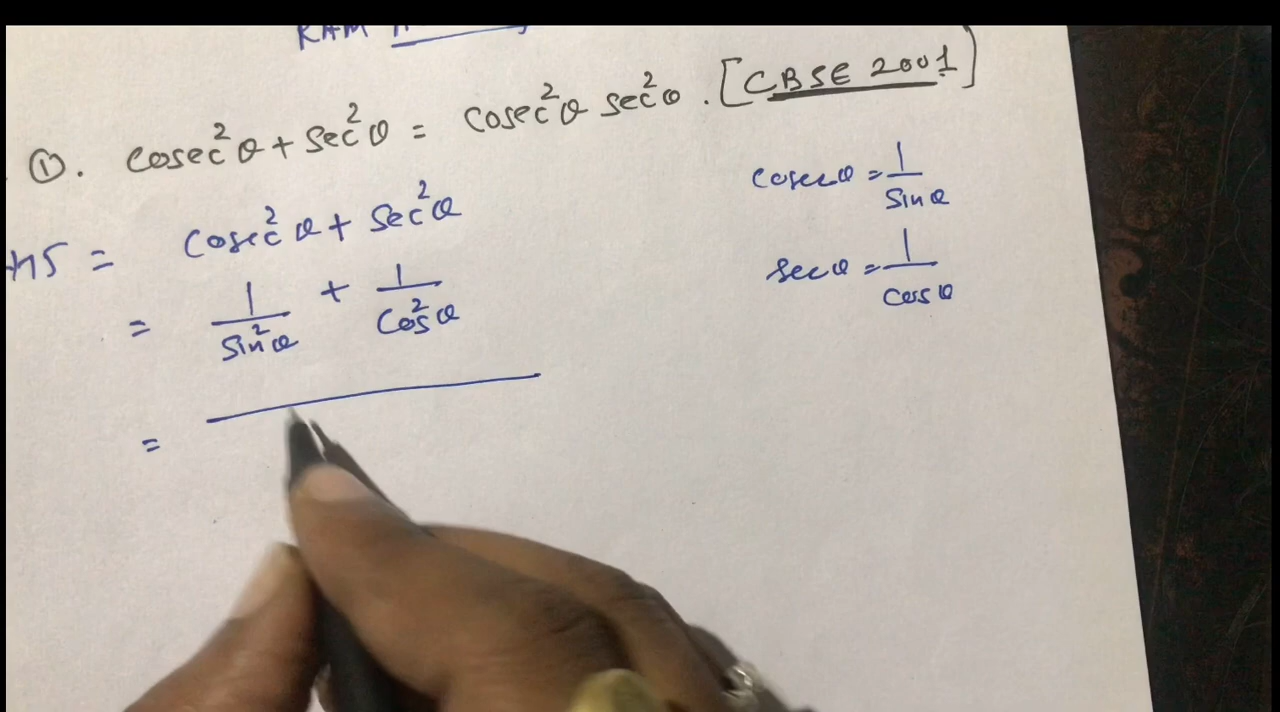 RAM
①. cosec²θ + sec²θ = cosec²θ sec²θ. [CBSE 2001]
HS = cosec²θ + sec²θ
= 1/sin²θ + 1/cos²θ
=
cosecθ = 1/sinθ
secθ = 1/cosθ